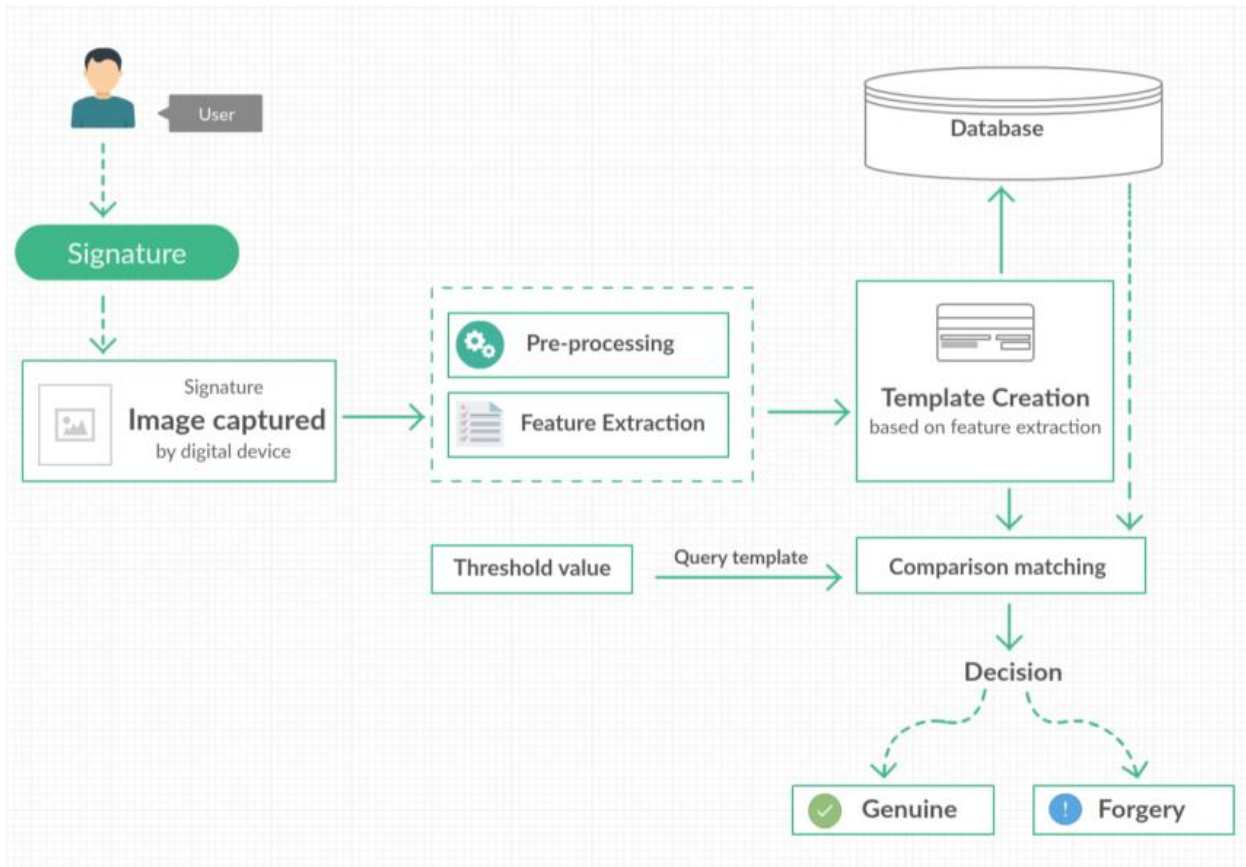 User
Database
Signature
Signature
Image captured
by digital device
Pre-processing
Feature Extraction
Template Creation
based on feature extraction
Threshold value
Query template
Comparison matching
Decision
Genuine
Forgery